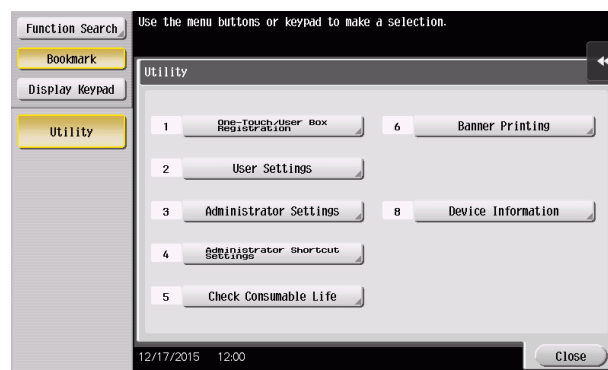 Use the menu buttons or keypad to make a selection.
Function Search
Bookmark
Display Keypad
Utility
Utility
1 One-Touch/User Box
Registration
6 Banner Printing
2 User Settings
3 Administrator Settings
8 Device Information
4 Administrator Shortcut
Settings
5 Check Consumable Life
12/17/2015 12:00
Close